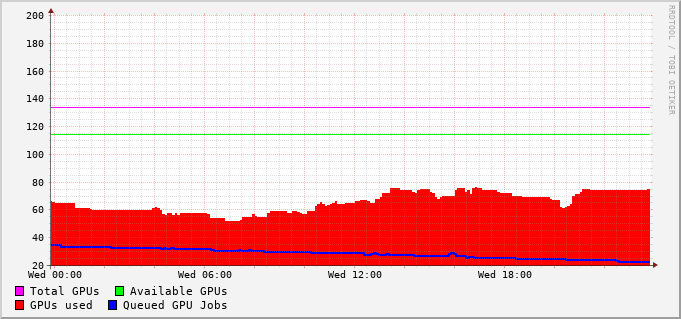 200
180
160
140
120
100
80
60
40
20
Wed 00:00 Wed 06:00 Wed 12:00 Wed 18:00
Total GPUs Available GPUs
GPUs used Queued GPU Jobs
RRDTOOL / TOBI OETIKER